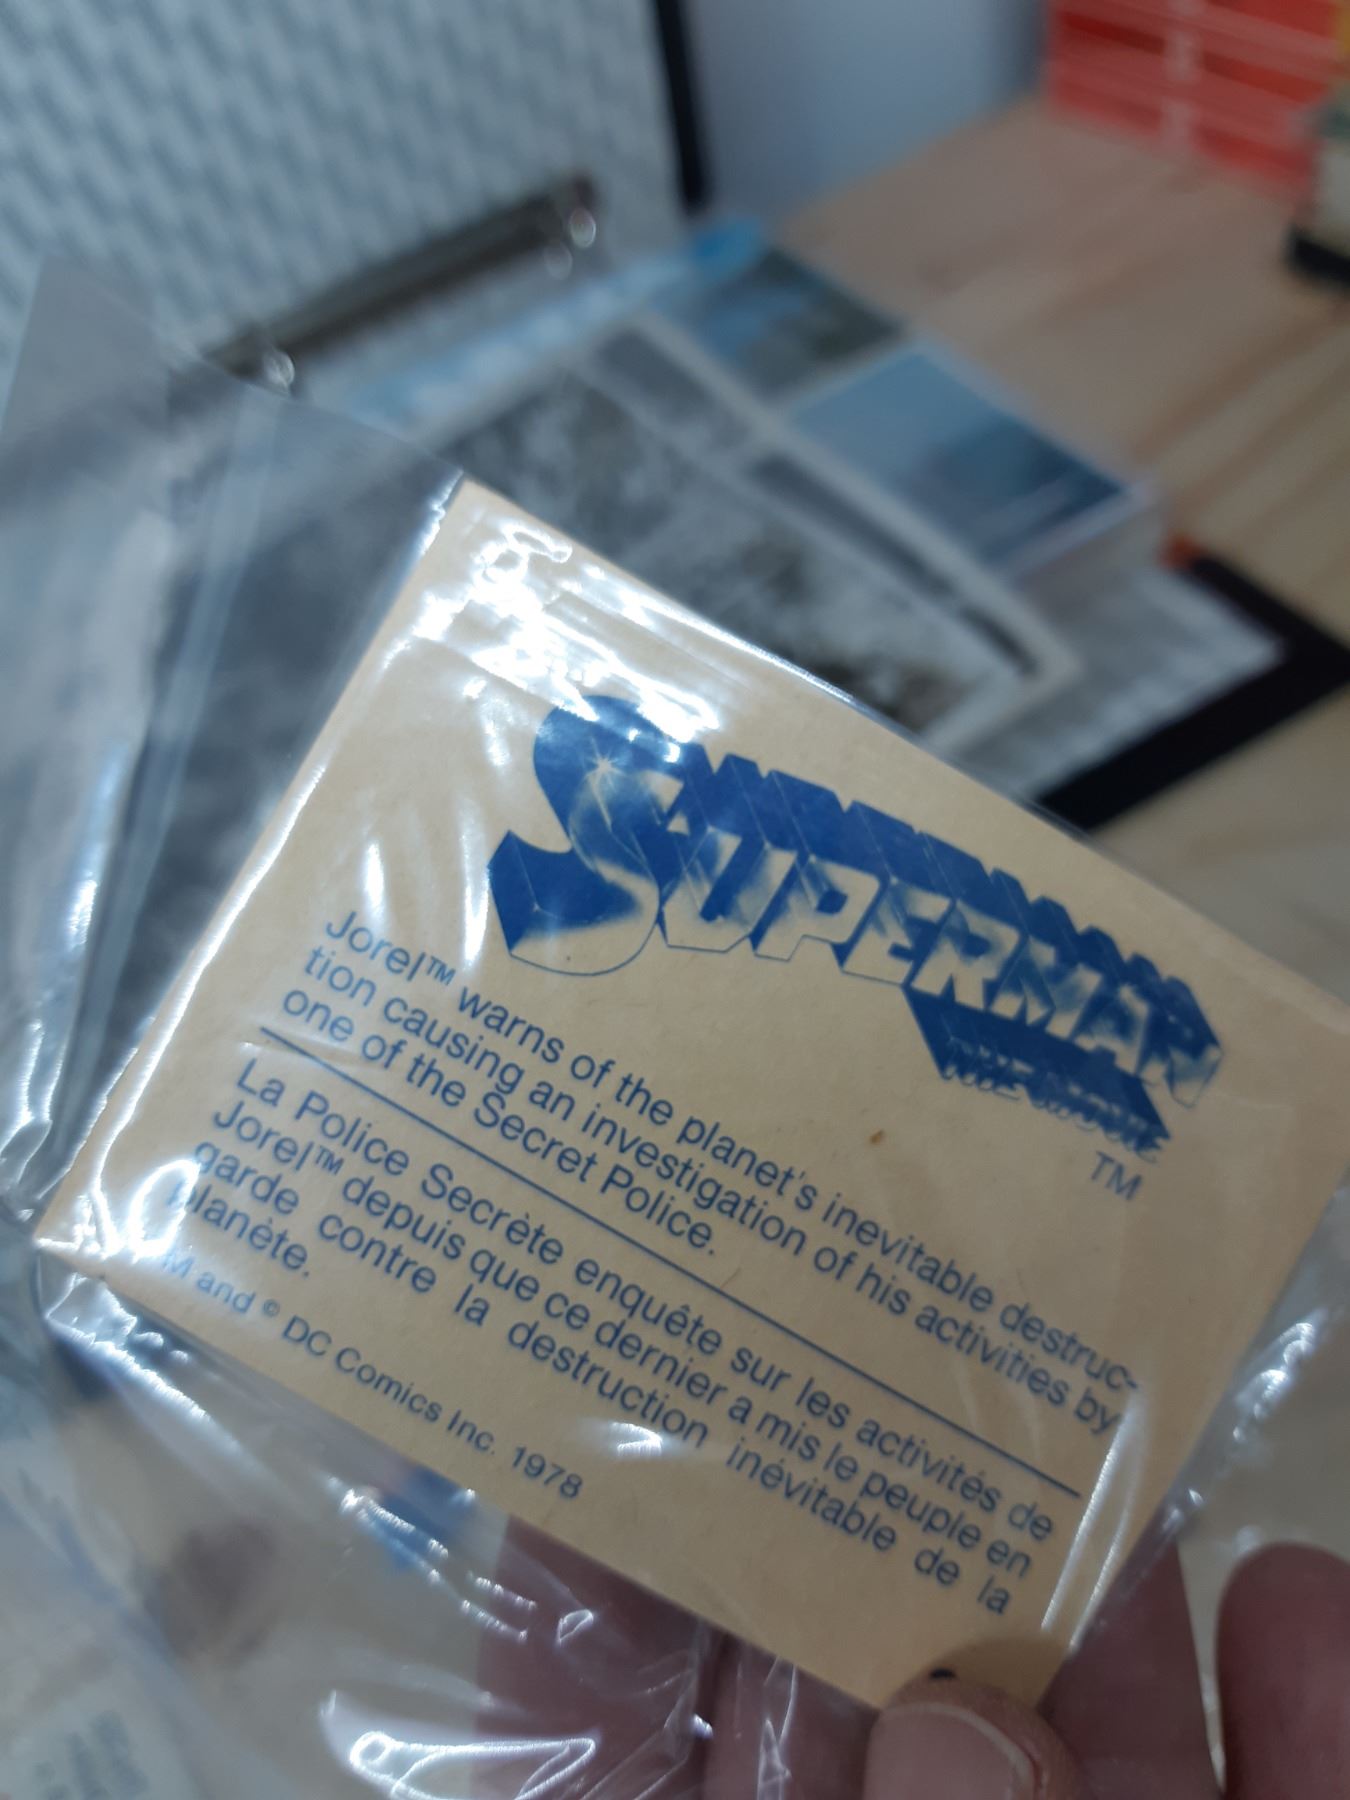 SUPERMAN
THE MOVIE
TM
Jorel™ warns of the planet's inevitable destruc-
tion causing an investigation of his activities by
one of the Secret Police.
La Police Secrète enquête sur les activités de
Jorel™ depuis que ce dernier a mis le peuple en
garde contre la destruction inévitable de la
planète.
M and © DC Comics Inc. 1978